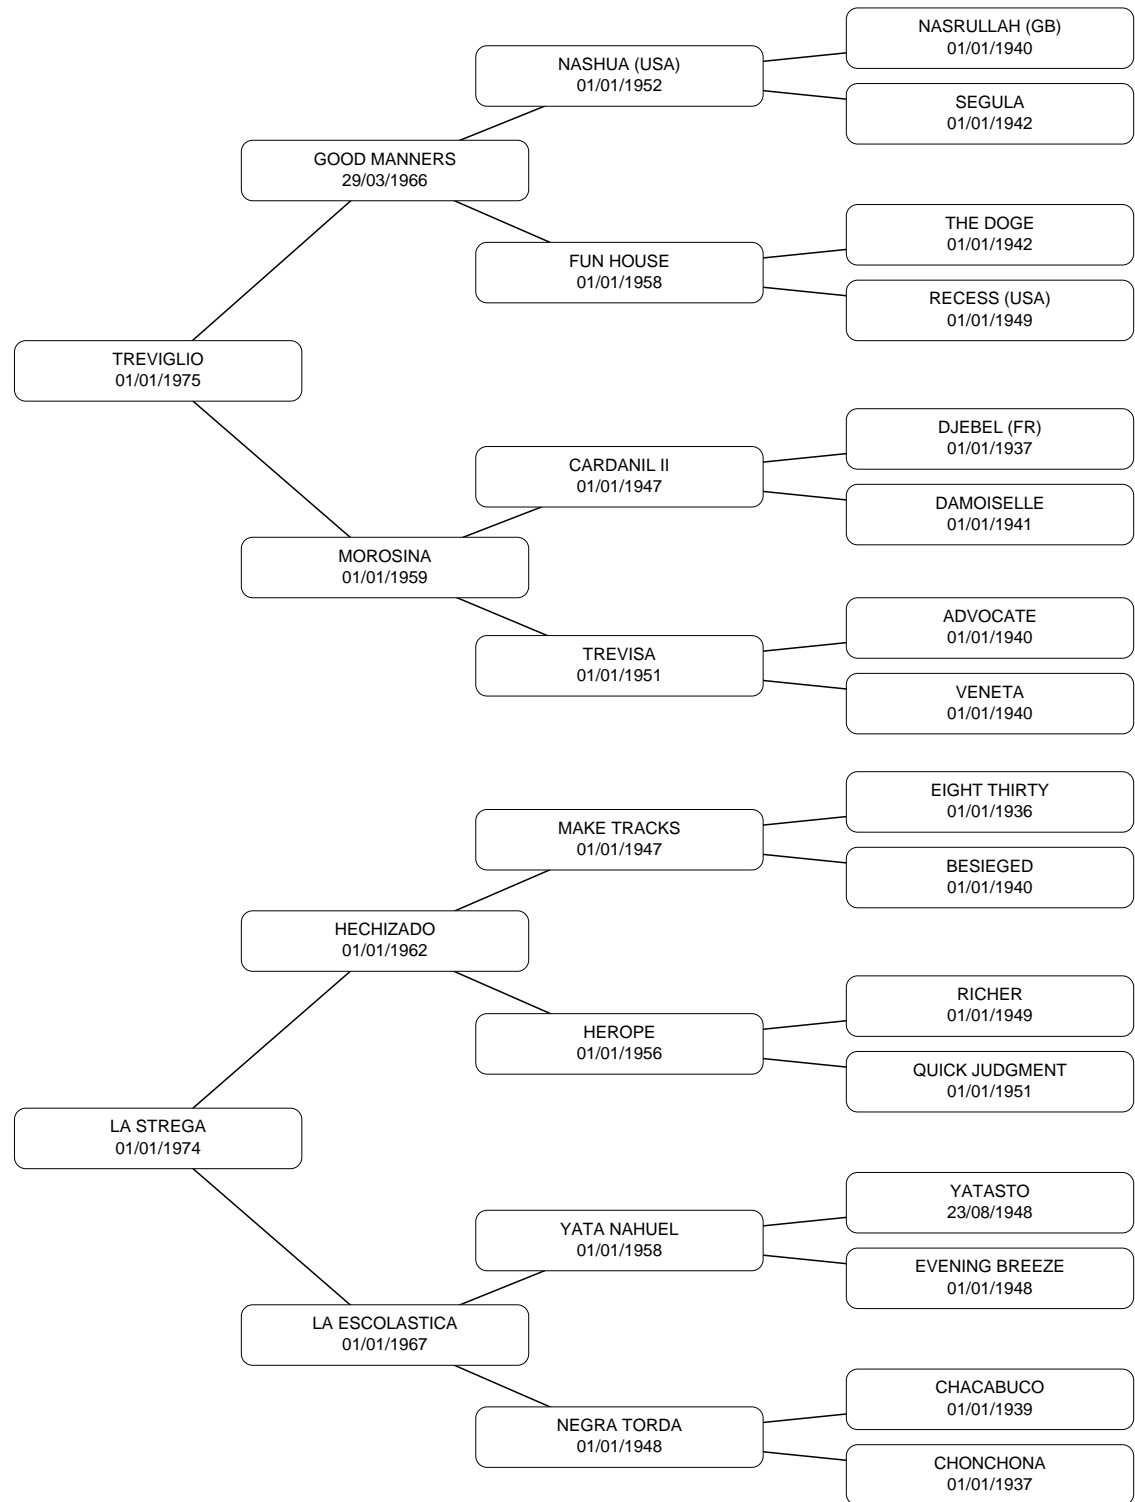 NASRULLAH (GB)
01/01/1940
NASHUA (USA)
01/01/1952
SEGULA
01/01/1942
GOOD MANNERS
29/03/1966
THE DOGE
01/01/1942
FUN HOUSE
01/01/1958
RECESS (USA)
01/01/1949
TREVIGLIO
01/01/1975
DJEBEL (FR)
01/01/1937
CARDANIL II
01/01/1947
DAMOISELLE
01/01/1941
MOROSINA
01/01/1959
ADVOCATE
01/01/1940
TREVISA
01/01/1951
VENETA
01/01/1940
EIGHT THIRTY
01/01/1936
MAKE TRACKS
01/01/1947
BESIEGED
01/01/1940
HECHIZADO
01/01/1962
RICHER
01/01/1949
HEROPE
01/01/1956
QUICK JUDGMENT
01/01/1951
LA STREGA
01/01/1974
YATASTO
23/08/1948
YATA NAHUEL
01/01/1958
EVENING BREEZE
01/01/1948
LA ESCOLASTICA
01/01/1967
CHACABUCO
01/01/1939
NEGRA TORDA
01/01/1948
CHONCHONA
01/01/1937